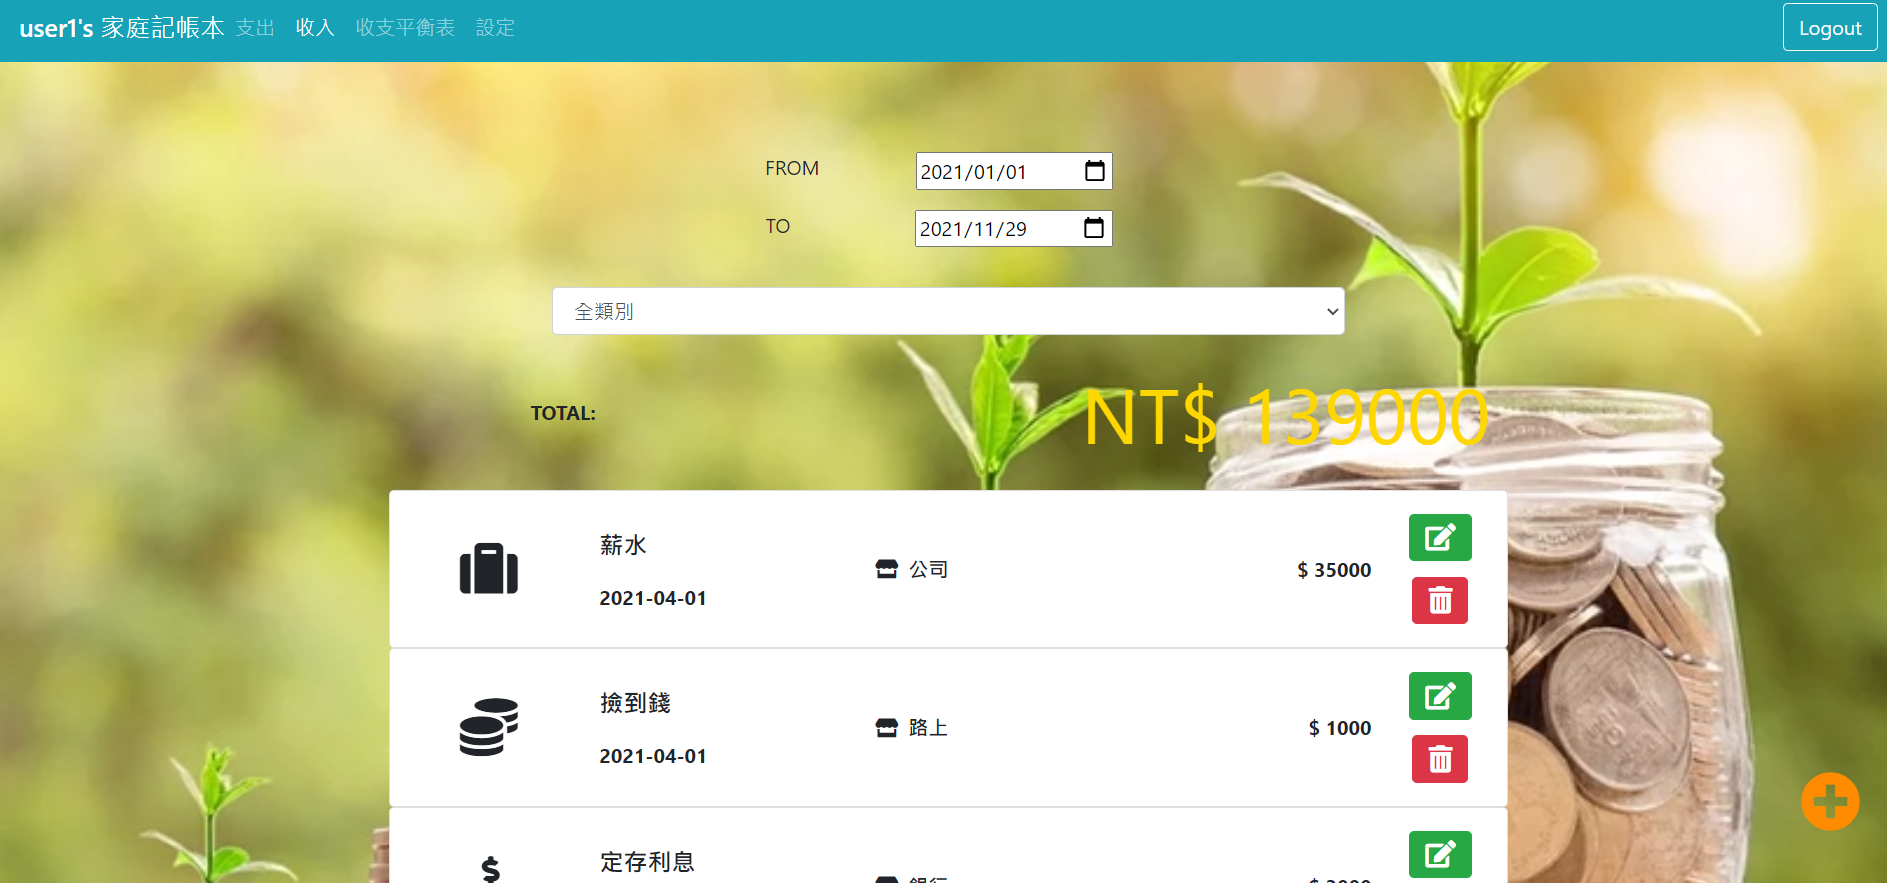 user1's 家庭記帳本 支出 收入 收支平衡表 設定 Logout
FROM 2021/01/01
TO 2021/11/29
全類別
TOTAL: NT$ 139000
薪水
2021-04-01
公司
$ 35000
撿到錢
2021-04-01
路上
$ 1000
定存利息